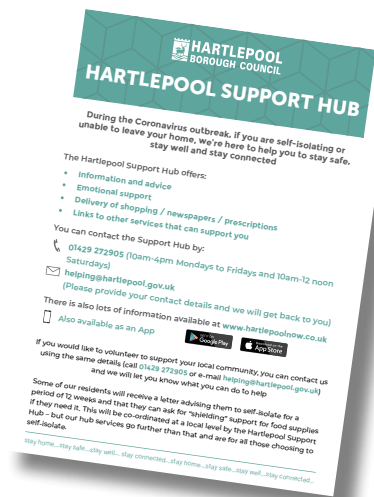 HARTLEPOOL
BOROUGH COUNCIL
HARTLEPOOL SUPPORT HUB
During the Coronavirus outbreak, if you are self-isolating or
unable to leave your home, we're here to help you to stay safe,
stay well and stay connected
The Hartlepool Support Hub offers:
• Information and advice
• Emotional support
• Delivery of shopping / newspapers / prescriptions
• Links to other services that can support you
You can contact the Support Hub by:
01429 272905 (10am-4pm Mondays to Fridays and 10am-12 noon
Saturdays)
helping@hartlepool.gov.uk
(Please provide your contact details and we will get back to you)
There is also lots of information available at www.hartlepoolnow.co.uk
Also available as an App
Google Play
App Store
If you would like to volunteer to support your local community, you can contact us
using the same details (call 01429 272905 or e-mail helping@hartlepool.gov.uk)
and we will let you know what you can do to help
Some of our residents will receive a letter advising them to self-isolate for a
period of 12 weeks and that they can ask for "shielding" support for food supplies
if they need it. This will be co-ordinated at a local level by the Hartlepool Support
Hub – but our hub services go further than that and are for all those choosing to
self-isolate.
stay home...stay safe...stay well... stay connected...stay home...stay safe...stay well...stay connected...